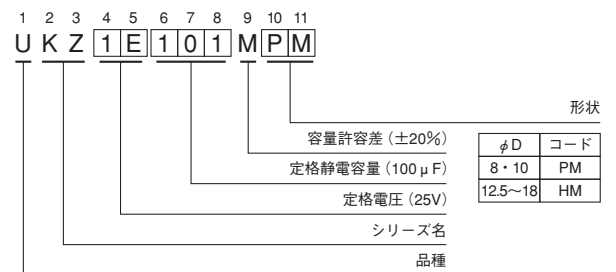 1 2 3 4 5 6 7 8 9 10 11
U K Z 1 E 1 0 1 M P M
形状
容量許容差（±20%）
定格静電容量（100μF）
定格電圧（25V）
シリーズ名
品種
φD コード
8・10 PM
12.5～18 HM